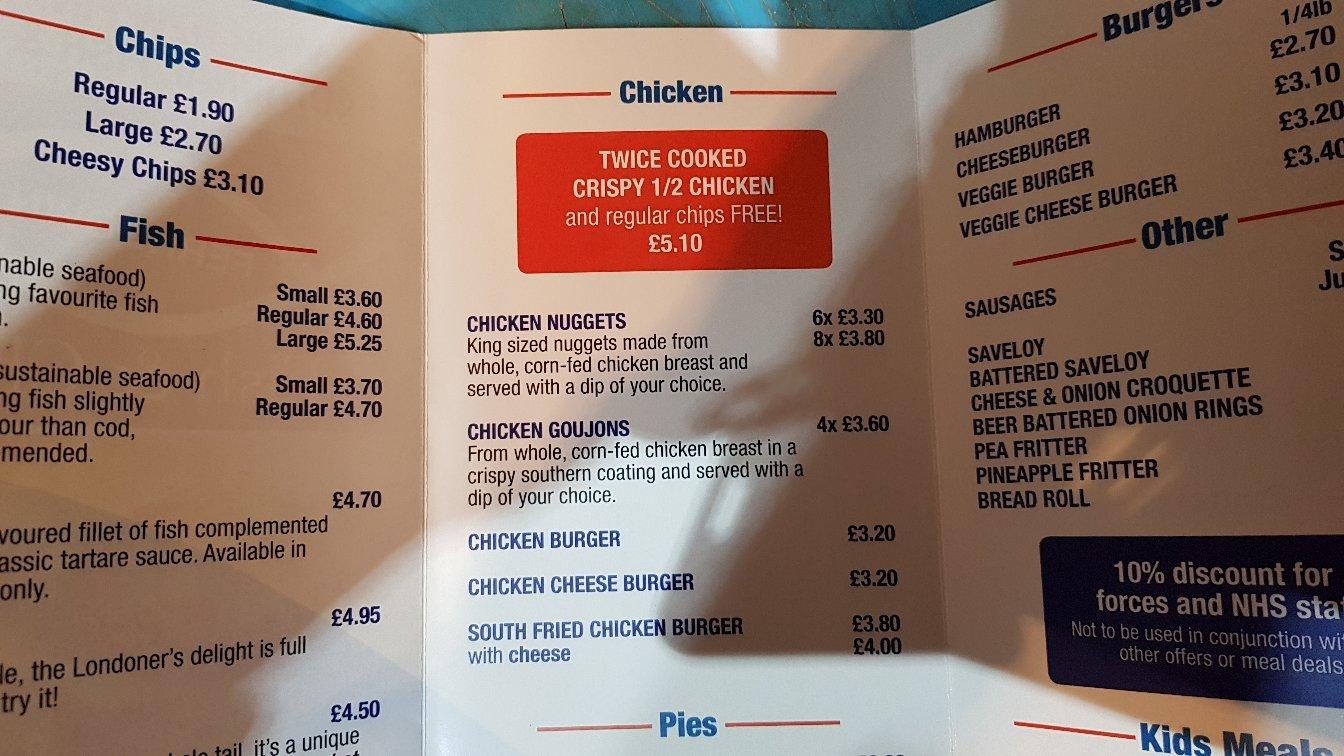 Chips
Regular £1.90
Large £2.70
Cheesy Chips £3.10
Fish
seafood)
favourite fish
Small £3.60
Regular £4.60
Large £5.25
sustainable seafood)
fish slightly
than cod,
Small £3.70
Regular £4.70
£4.70
fillet of fish complemented
tartare sauce. Available in
only.
£4.95
the Londoner's delight is full
try it!
£4.50
tail, it's a unique
Chicken
TWICE COOKED
CRISPY 1/2 CHICKEN
and regular chips FREE!
£5.10
CHICKEN NUGGETS 6x £3.30
King sized nuggets made from 8x £3.80
whole, corn-fed chicken breast and
served with a dip of your choice.
CHICKEN GOUJONS 4x £3.60
From whole, corn-fed chicken breast in a
crispy southern coating and served with a
dip of your choice.
CHICKEN BURGER £3.20
CHICKEN CHEESE BURGER £3.20
SOUTH FRIED CHICKEN BURGER £3.80
with cheese £4.00
Pies
Burgers
1/4lb
HAMBURGER £2.70
CHEESEBURGER £3.10
VEGGIE BURGER £3.20
VEGGIE CHEESE BURGER £3.40
Other
SAUSAGES
SAVELOY
BATTERED SAVELOY
CHEESE & ONION CROQUETTE
BEER BATTERED ONION RINGS
PEA FRITTER
PINEAPPLE FRITTER
BREAD ROLL
10% discount for
forces and NHS
Not to be used in conjunction
other offers or meal deals
Kids Meals